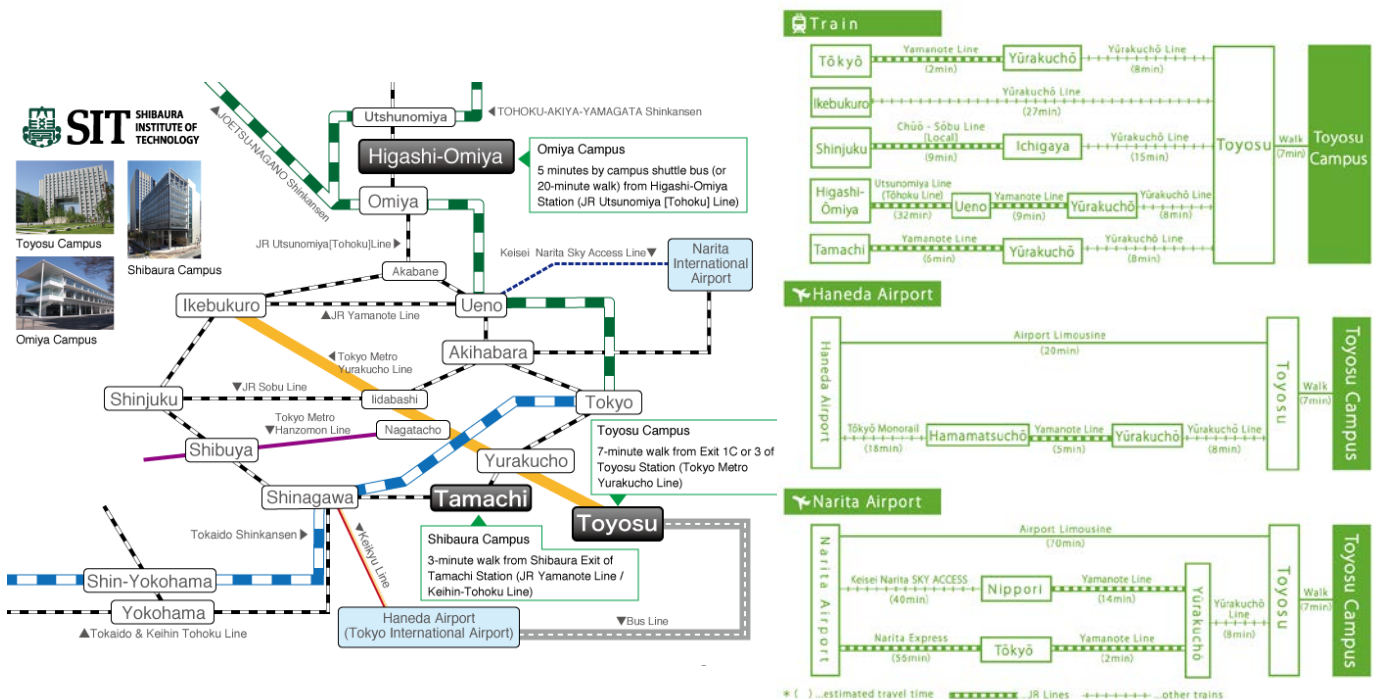 SIT
SHIBAURA
INSTITUTE OF
TECHNOLOGY
Toyosu Campus
Shibaura Campus
Omiya Campus
▲JOETSU-NAGANO Shinkansen
Utshunomiya
◀TOHOKU-AKIYA-YAMAGATA Shinkansen
Higashi-Omiya
Omiya Campus
5 minutes by campus shuttle bus (or
20-minute walk) from Higashi-Omiya
Station (JR Utsunomiya [Tohoku] Line)
Omiya
JR Utsunomiya[Tohoku]Line▶
Keisei Narita Sky Access Line▼
Narita
International
Airport
Akabane
Ikebukuro
Ueno
▲JR Yamanote Line
Akihabara
◀Tokyo Metro
Yurakucho Line
▼JR Sobu Line
Shinjuku
Iidabashi
Tokyo
Tokyo Metro
▼Hanzomon Line
Nagatacho
Shibuya
Toyosu Campus
7-minute walk from Exit 1C or 3 of
Toyosu Station (Tokyo Metro
Yurakucho Line)
Yurakucho
Shinagawa
Tamachi
Toyosu
Tokaido Shinkansen▶
▲Keikyu Line
Shibaura Campus
3-minute walk from Shibaura Exit of
Tamachi Station (JR Yamanote Line /
Keihin-Tohoku Line)
Shin-Yokohama
Yokohama
▲Tokaido & Keihin Tohoku Line
Haneda Airport
(Tokyo International Airport)
▼Bus Line
Train
Tōkyō
Yamanote Line
(2min)
Yūrakuchō
Yūrakuchō Line
(8min)
Ikebukuro
Yūrakuchō Line
(27min)
Shinjuku
Chūō - Sōbu Line
[Local]
(9min)
Ichigaya
Yūrakuchō Line
(15min)
Higashi-
Ōmiya
Utsunomiya Line
(Tōhoku Line)
(32min)
Ueno
Yamanote Line
(9min)
Yūrakuchō
Yūrakuchō Line
(8min)
Tamachi
Yamanote Line
Yūrakuchō
Yūrakuchō Line
(8min)
Toyosu
Walk
(7min)
Toyosu
Campus
Haneda Airport
Haneda Airport
Airport Limousine
(20min)
Tōkyō Monorail
(18min)
Hamamatsuchō
Yamanote Line
(5min)
Yūrakuchō
Yūrakuchō Line
(8min)
Toyosu
Walk
(7min)
Toyosu Campus
Narita Airport
Narita Airport
Airport Limousine
(70min)
Keisei Narita SKY ACCESS
(40min)
Nippori
Yamanote Line
(14min)
Narita Express
(56min)
Tōkyō
Yamanote Line
(2min)
Yūrakuchō
Yūrakuchō
Line
(8min)
Toyosu
Walk
(7min)
Toyosu Campus
* ( ) ...estimated travel time
...JR Lines
...other trains